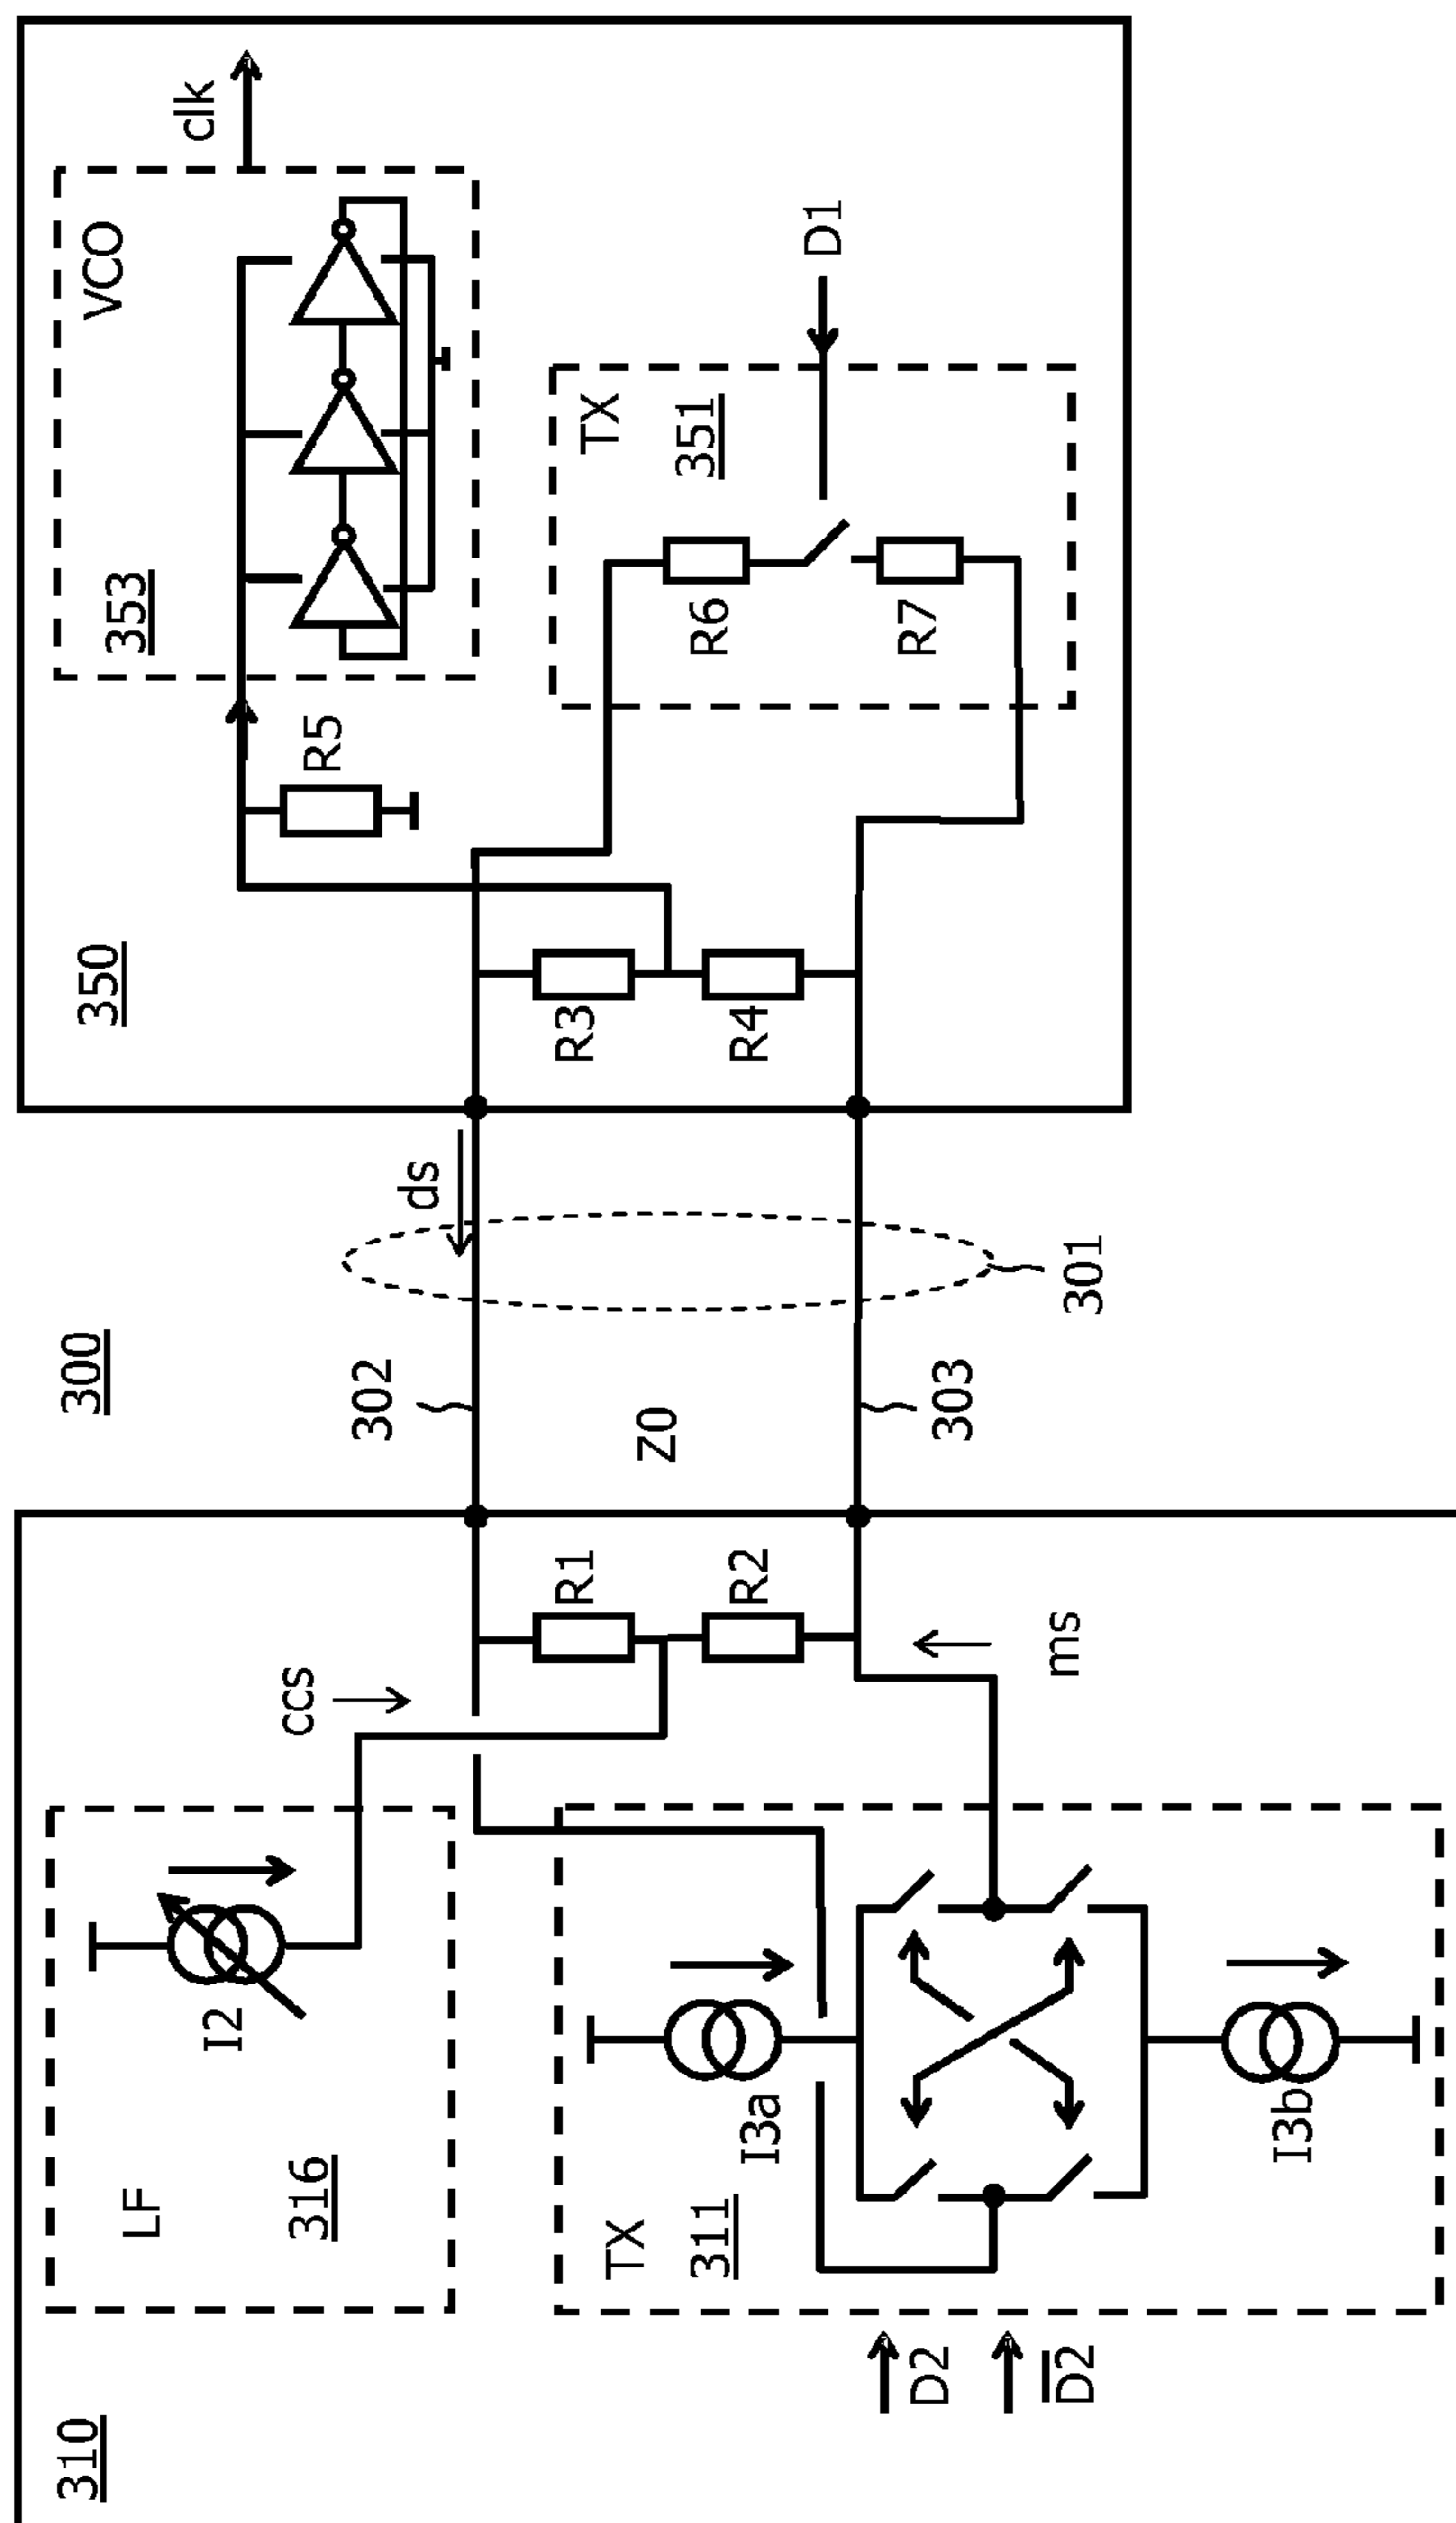 310
LF
316
I2
ccs
TX
311
I3a
I3b
D2
D2
ms
R1
R2
300
302
Z0
303
301
ds
350
R3
R4
R5
353
VCO
clk
R6
R7
TX
351
D1